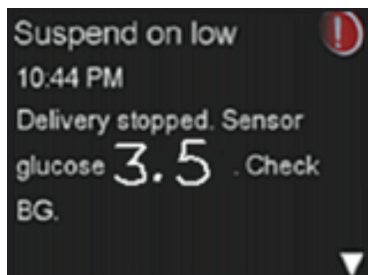 Suspend on low
10:44 PM
Delivery stopped. Sensor
glucose 3.5 . Check
BG.